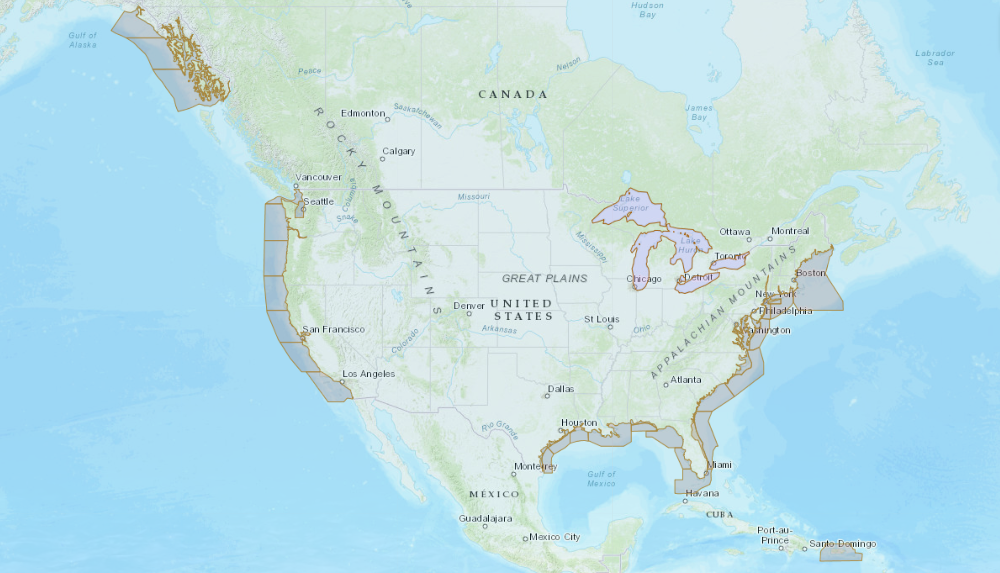 Hudson
Bay
Gulf of
Alaska
Labrador
Sea
Nelson
Peace
CANADA
James
Bay
Saskatchewan
Edmonton
ROCKY MOUNTAINS
Calgary
Vancouver
Columbia
Missouri
Seattle
Snake
Lake
Superior
Mississippi
Ottawa
Montreal
Lake
Huron
Toronto
GREAT PLAINS
Chicago
Detroit
Boston
New York
APPALACHIAN MOUNTAINS
Denver
UNITED
STATES
Philadelphia
St Louis
Ohio
San Francisco
Arkansas
Washington
Colorado
Los Angeles
Atlanta
Dallas
Houston
Rio Grande
Monterrey
Miami
Gulf of
Mexico
MÉXICO
Havana
CUBA
Guadalajara
Mexico City
Port-au-
Prince
Santo Domingo